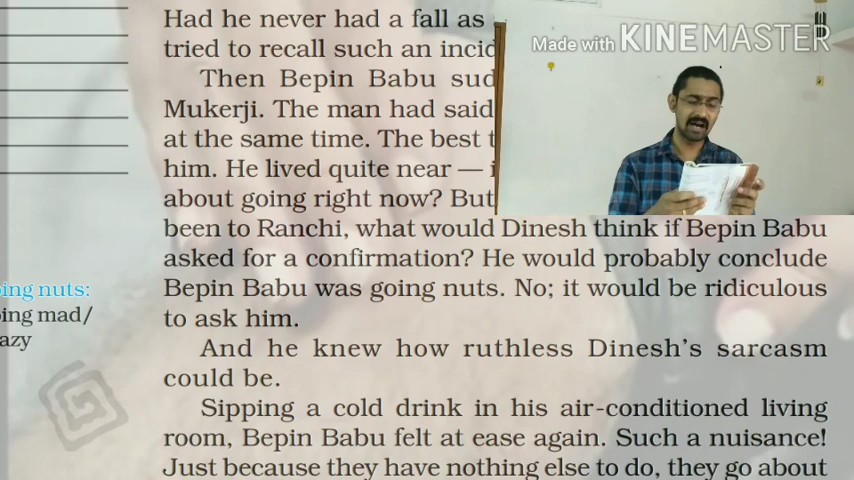 Had he never had a fall as
tried to recall such an incid
Then Bepin Babu sud
Mukerji. The man had said
at the same time. The best t
him. He lived quite near — i
about going right now? But
been to Ranchi, what would Dinesh think if Bepin Babu
asked for a confirmation? He would probably conclude
Bepin Babu was going nuts. No; it would be ridiculous
to ask him.
And he knew how ruthless Dinesh's sarcasm
could be.
Sipping a cold drink in his air-conditioned living
room, Bepin Babu felt at ease again. Such a nuisance!
Just because they have nothing else to do, they go about
ing nuts:
ing mad/
azy
Made with KINEMASTER